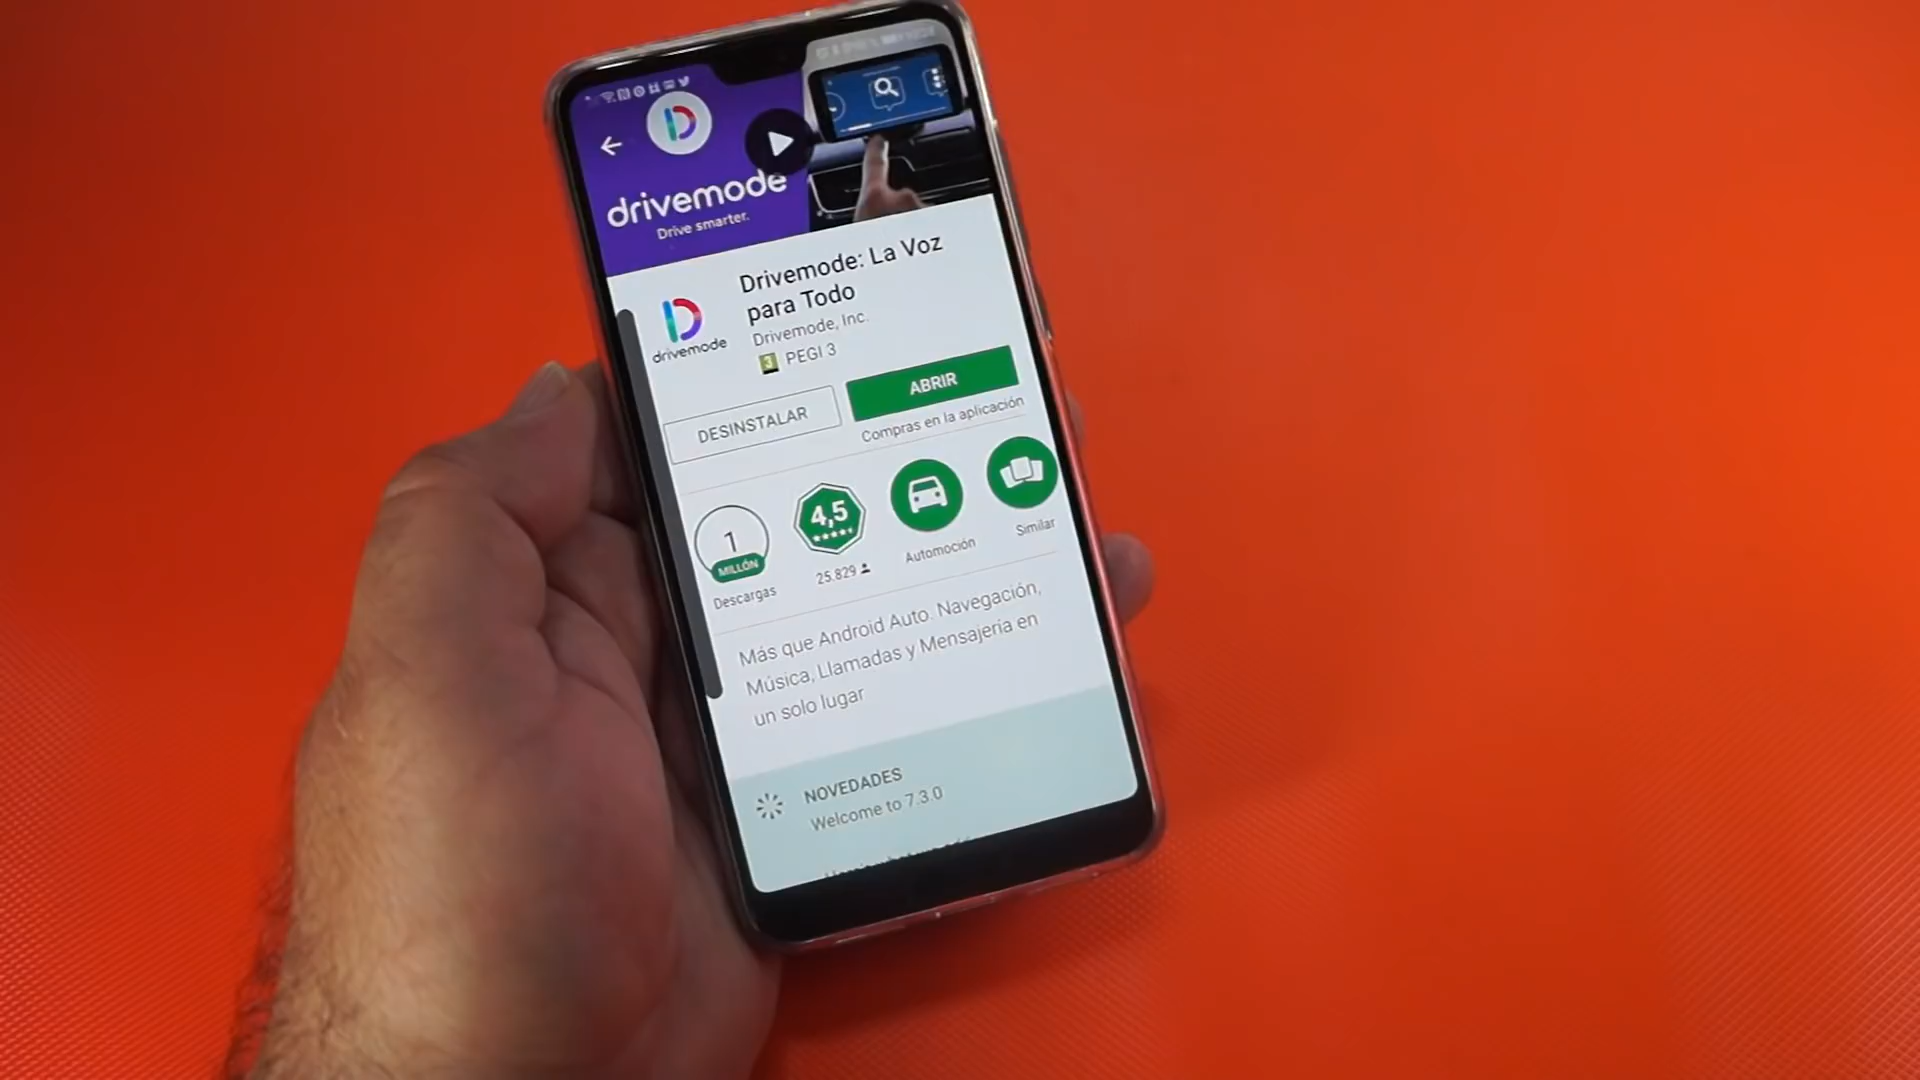 drivemode
Drive smarter.
Drivemode: La Voz
para Todo
drivemode
Drivemode, Inc.
3 PEGI 3
DESINSTALAR
ABRIR
Compras en la aplicación
1
MILLÓN
Descargas
4,5
25.829
Automoción
Similar
Más que Android Auto. Navegación,
Música, Llamadas y Mensajería en
un solo lugar
NOVEDADES
Welcome to 7.3.0